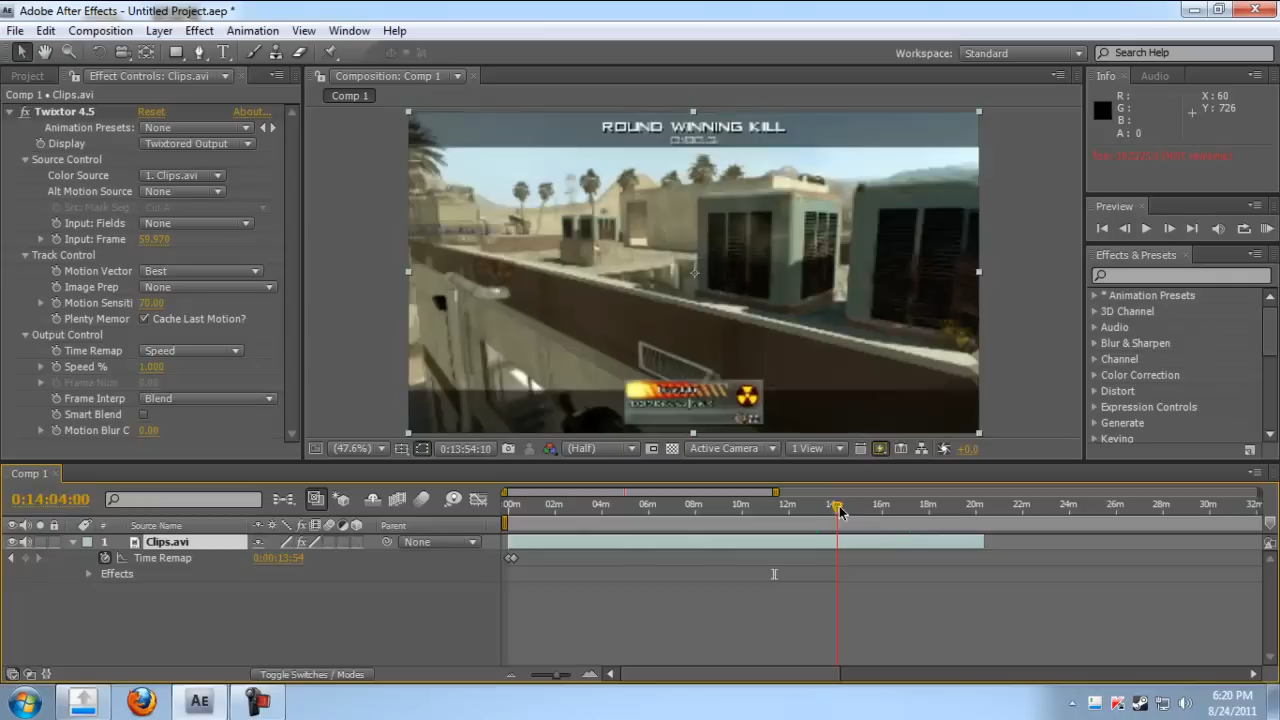 Adobe After Effects - Untitled Project.aep *
File Edit Composition Layer Effect Animation View Window Help
Workspace: Standard Search Help
Project Effect Controls: Clips.avi Composition: Comp 1 Info Audio
Comp 1 • Clips.avi
Comp 1
Twixtor 4.5 Reset About...
Animation Presets: None
Display Twixtored Output
Source Control
Color Source 1. Clips.avi
Alt Motion Source None
Input: Fields None
Input: Frame 59.970
Track Control
Motion Vector Best
Image Prep None
Motion Sensiti 70.00
Plenty Memor Cache Last Motion?
Output Control
Time Remap Speed
Speed % 1.000
Frame Num 0.00
Frame Interp Blend
Smart Blend
Motion Blur C 0.00
ROUND WINNING KILL
(47.6%) 0:13:54:10 (Half) Active Camera 1 View +0.0
R: X: 60
G: Y: 726
B:
A: 0
Preview
Effects & Presets
* Animation Presets
3D Channel
Audio
Blur & Sharpen
Channel
Color Correction
Distort
Expression Controls
Generate
Keying
Comp 1
0:14:04:00
:00m 02m 04m 06m 08m 10m 12m 14m 16m 18m 20m 22m 24m 26m 28m 30m 32m
# Source Name Parent
1 Clips.avi None
Time Remap 0:00:13:54
Effects
Toggle Switches / Modes
6:20 PM
8/24/2011